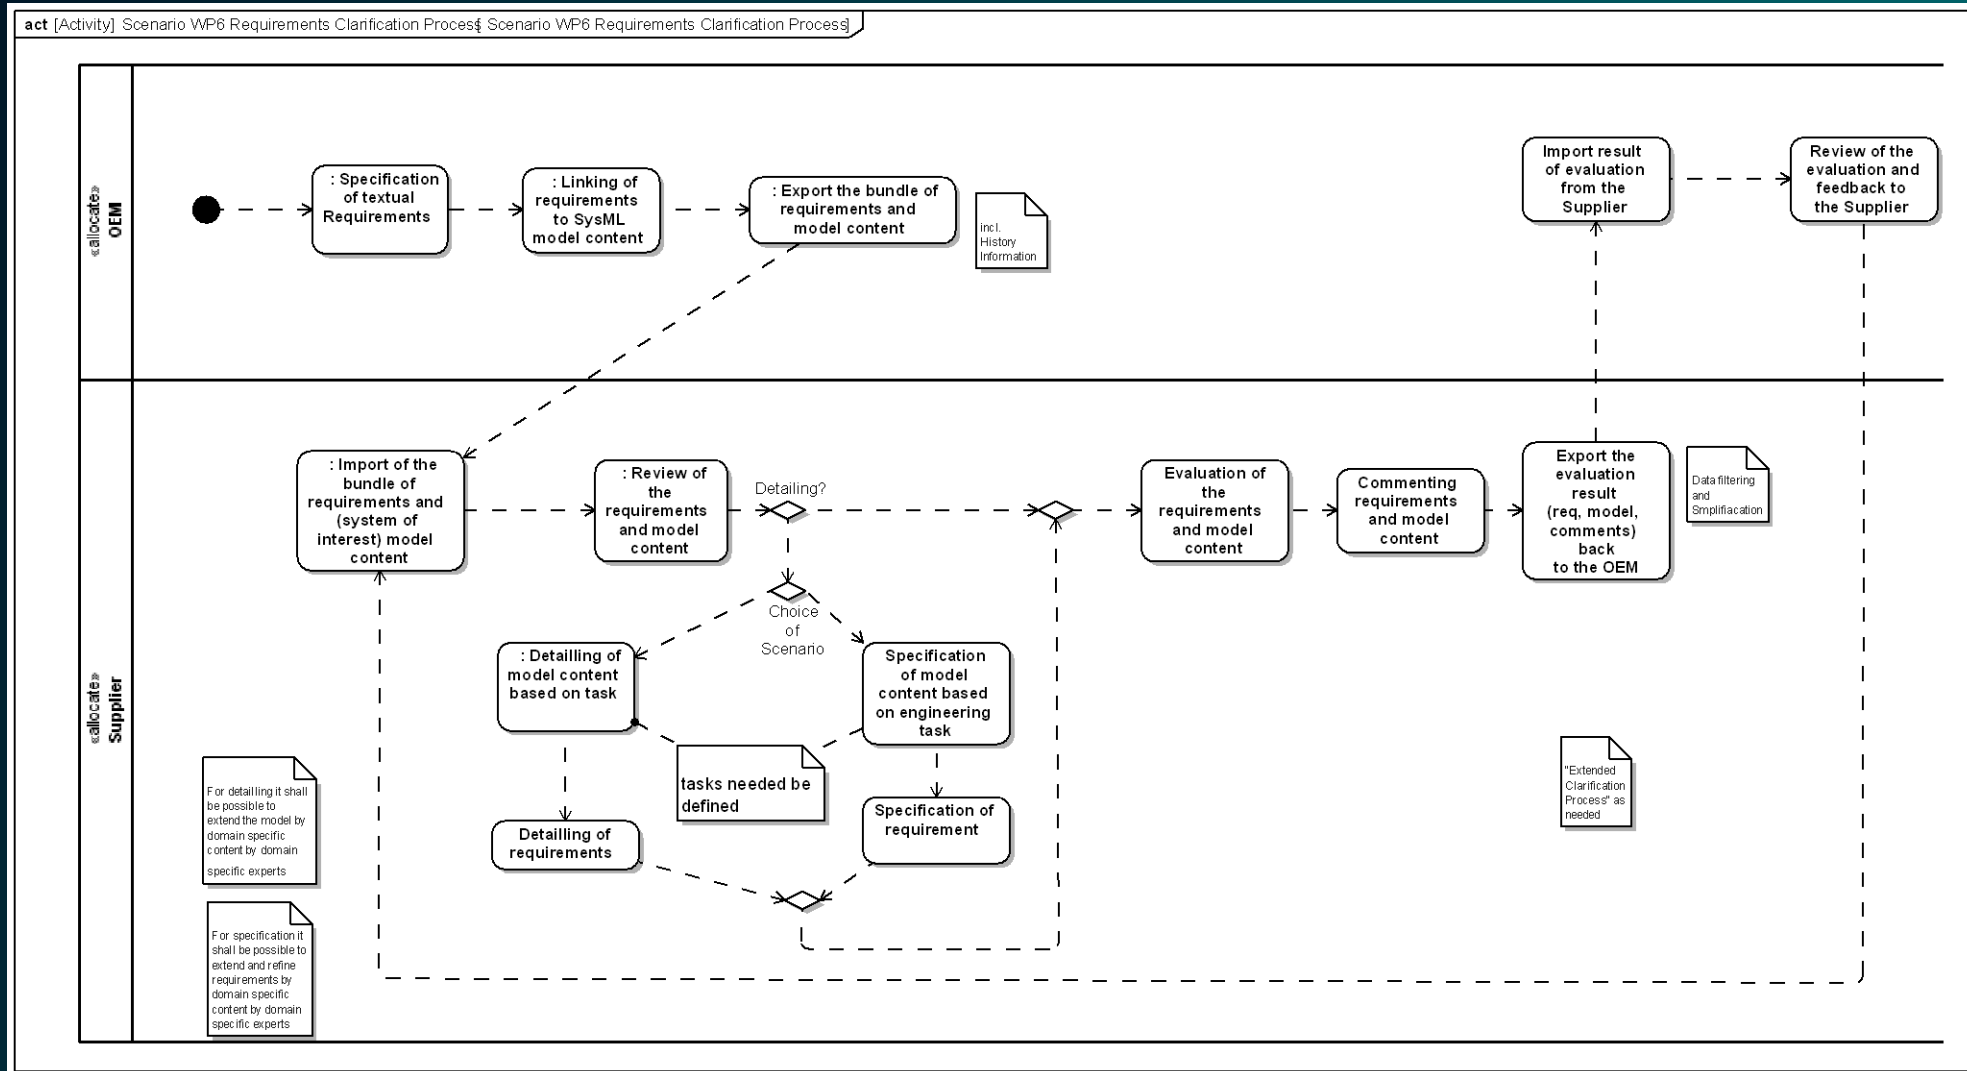 act [Activity] Scenario WP6 Requirements Clarification Process[ Scenario WP6 Requirements Clarification Process]
«allocate»
OEM
: Specification
of textual
Requirements
: Linking of
requirements
to SysML
model content
: Export the bundle of
requirements and
model content
incl.
History
Information
Import result
of evaluation
from the
Supplier
Review of the
evaluation and
feedback to
the Supplier
«allocate»
Supplier
: Import of the
bundle of
requirements and
(system of
interest) model
content
: Review of
the
requirements
and model
content
Detailing?
Evaluation of
the
requirements
and model
content
Commenting
requirements
and model
content
Export the
evaluation
result
(req, model,
comments)
back
to the OEM
Data filtering
and
Smplifiacation
Choice
of
Scenario
: Detailling of
model content
based on task
Specification
of model
content based
on engineering
task
tasks needed be
defined
Detailling of
requirements
Specification of
requirement
"Extended
Clarification
Process" as
needed
For detailling it shall
be possible to
extend the model by
domain specific
content by domain
specific experts
For specification it
shall be possible to
extend and refine
requirements by
domain specific
content by domain
specific experts